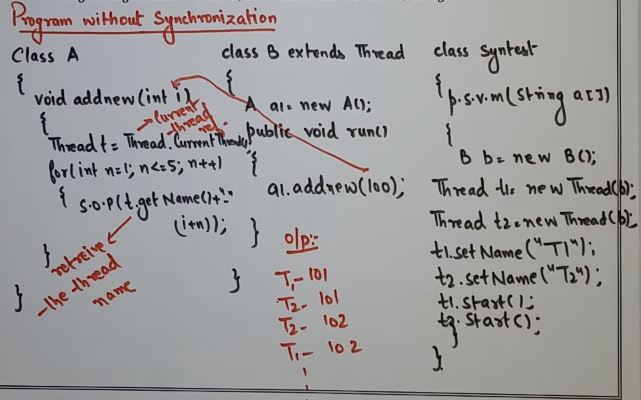 Program without Synchronization
Class A
{
void addnew(int i)
{
→ Current thread ref.
Thread t = Thread.CurrentThread();
for(int n=1; n<=5; n++)
{ S.O.P(t.getName()+"-"
(i+n));
}
retreive the thread name
}
class B extends Thread
{
A a1 = new A();
public void run()
{
a1.addnew(100);
}
}
o/p:-
T1 - 101
T2 - 101
T2 - 102
T1 - 102
class Syntest
{ p.s.v.m(String a[])
{
B b = new B();
Thread t1 = new Thread(b);
Thread t2 = new Thread(b);
t1.setName("T1");
t2.setName("T2");
t1.start();
t2.start();
}
}